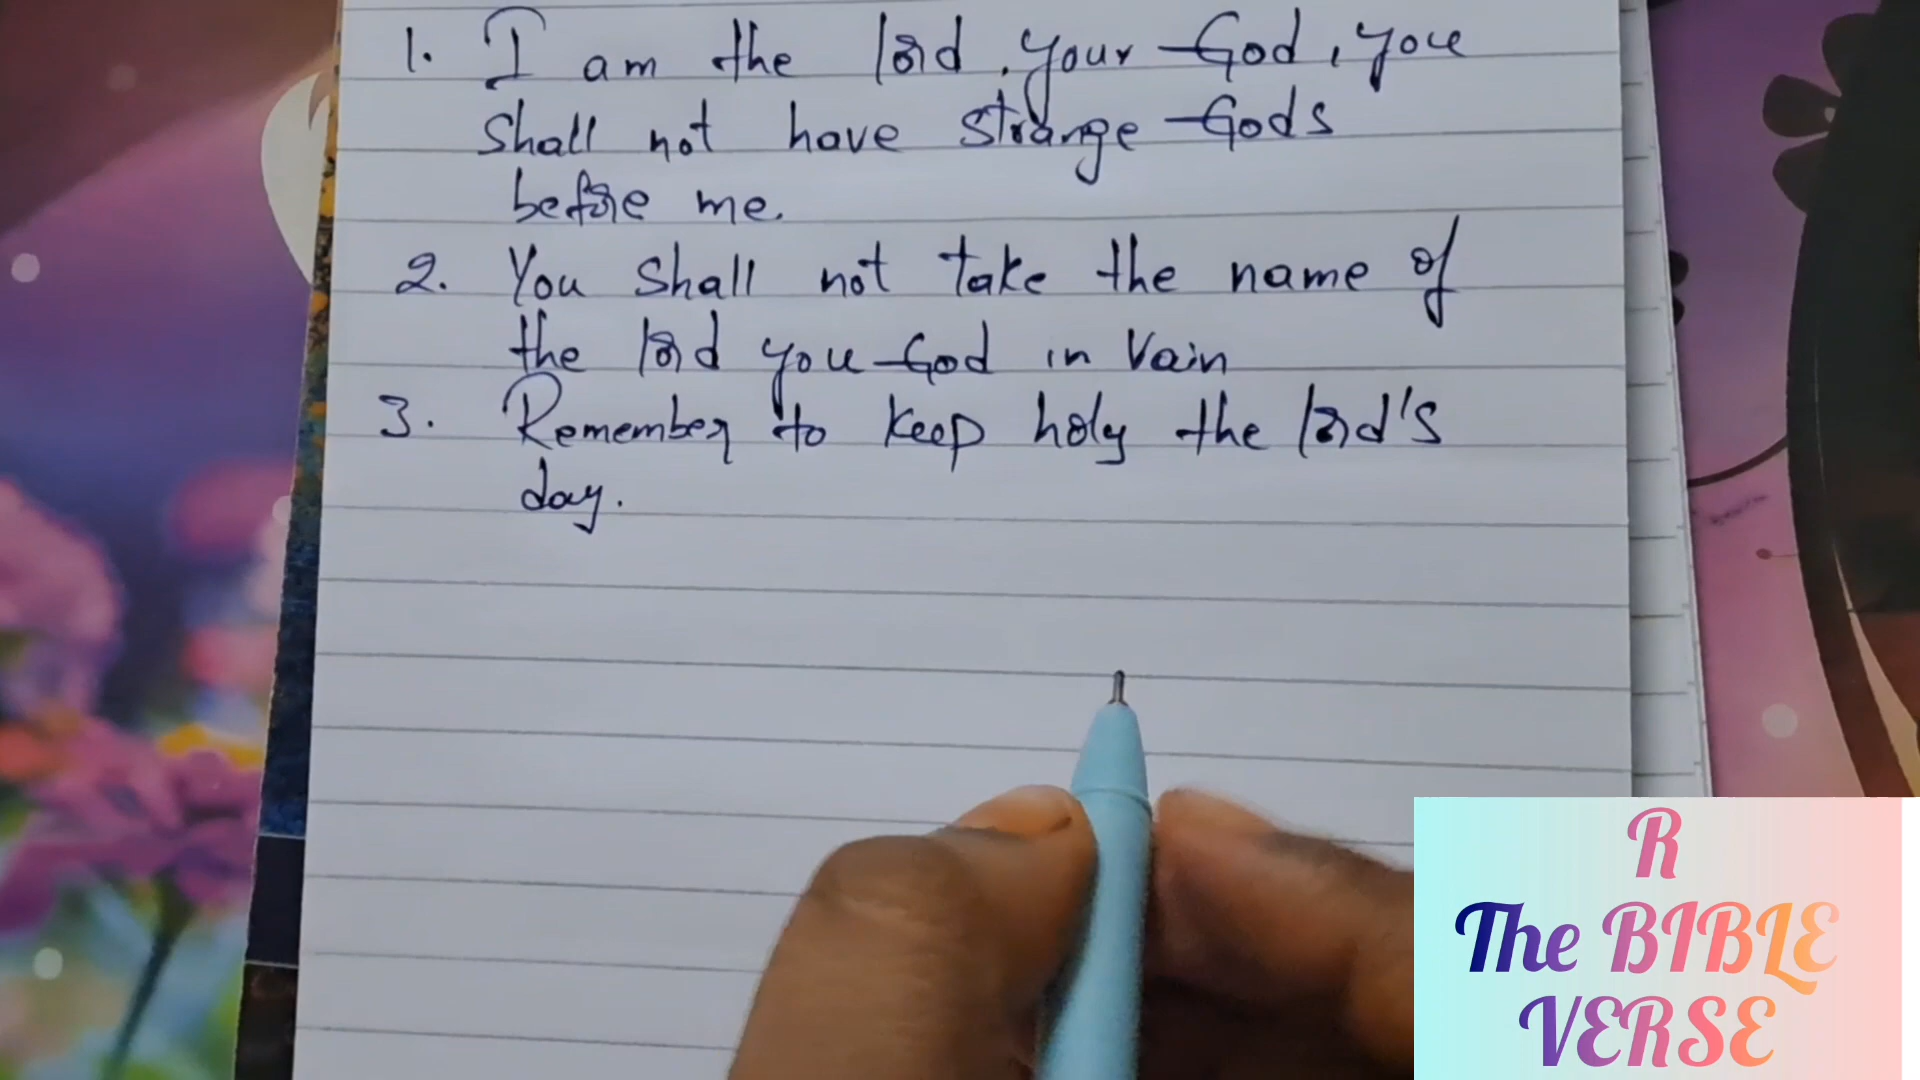 1. I am the lord, your God, you
Shall not have strange Gods
before me.
2. You Shall not take the name of
the lord you God in Vain
3. Remember to keep holy the lord's
day.
R
The BIBLE
VERSE